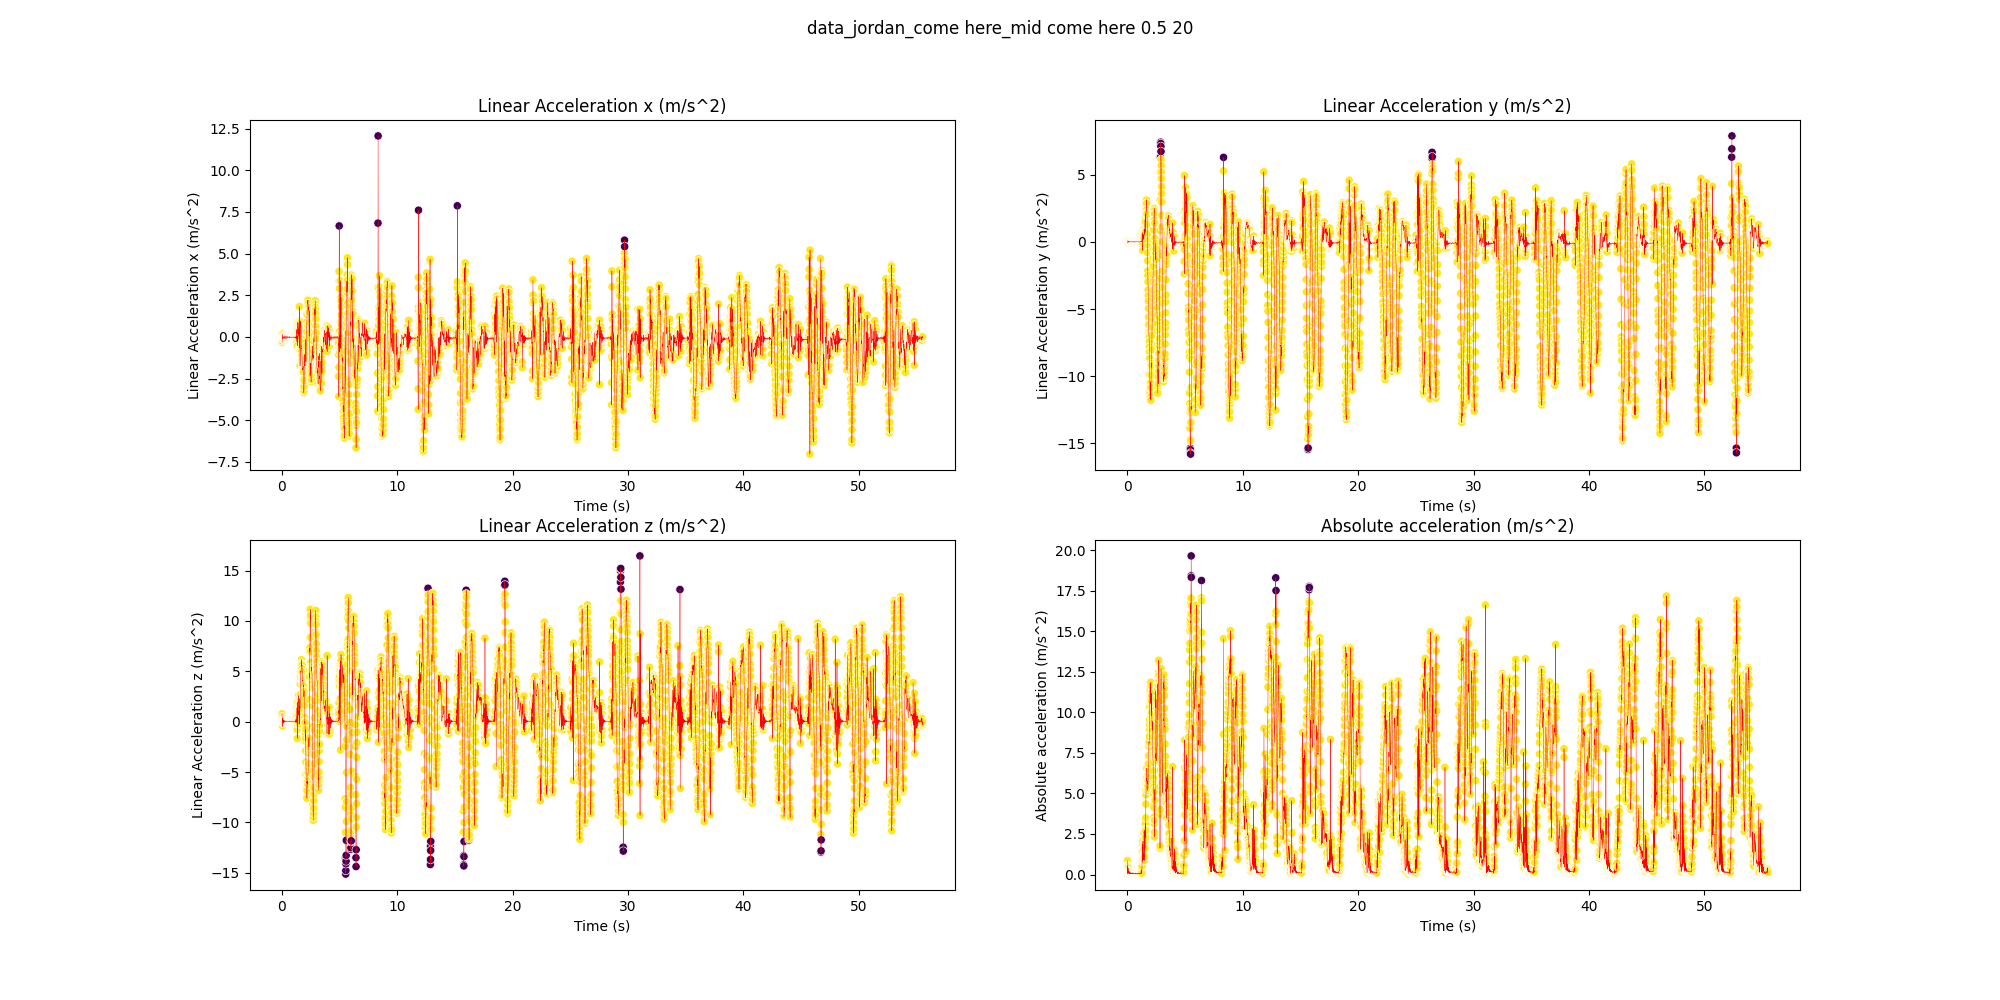 data_jordan_come here_mid come here 0.5 20
Linear Acceleration x (m/s^2)
Linear Acceleration x (m/s^2)
12.5
10.0
7.5
5.0
2.5
0.0
−2.5
−5.0
−7.5
0 10 20 30 40 50
Time (s)
Linear Acceleration y (m/s^2)
Linear Acceleration y (m/s^2)
5
0
−5
−10
−15
0 10 20 30 40 50
Time (s)
Linear Acceleration z (m/s^2)
Linear Acceleration z (m/s^2)
15
10
5
0
−5
−10
−15
0 10 20 30 40 50
Time (s)
Absolute acceleration (m/s^2)
Absolute acceleration (m/s^2)
20.0
17.5
15.0
12.5
10.0
7.5
5.0
2.5
0.0
0 10 20 30 40 50
Time (s)